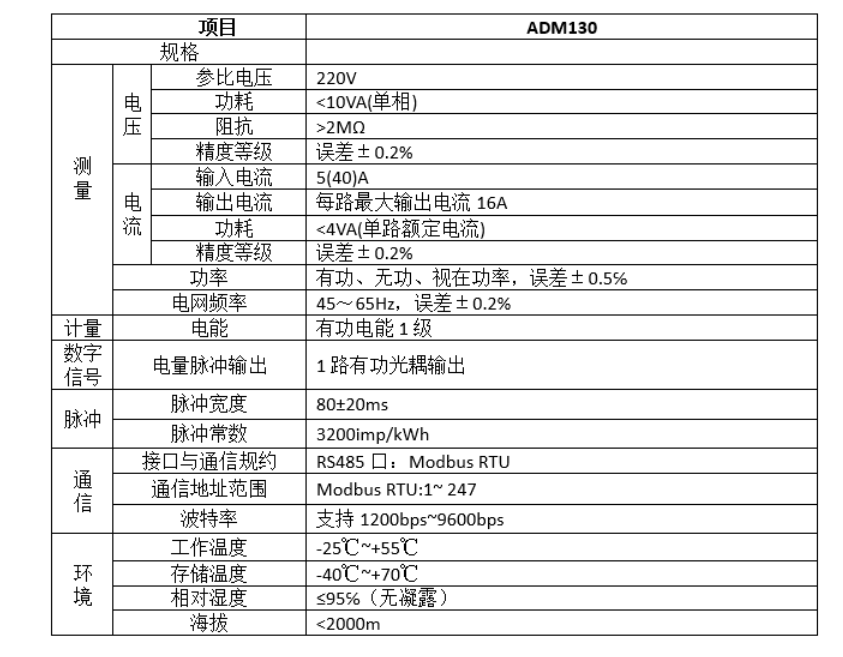 项目 ADM130
规格
测量 电压 参比电压 220V
功耗 <10VA(单相)
阻抗 >2MΩ
精度等级 误差±0.2%
电流 输入电流 5(40)A
输出电流 每路最大输出电流 16A
功耗 <4VA(单路额定电流)
精度等级 误差±0.2%
功率 有功、无功、视在功率，误差±0.5%
电网频率 45～65Hz，误差±0.2%
计量 电能 有功电能 1 级
数字信号 电量脉冲输出 1 路有功光耦输出
脉冲 脉冲宽度 80±20ms
脉冲常数 3200imp/kWh
通信 接口与通信规约 RS485 口：Modbus RTU
通信地址范围 Modbus RTU:1~ 247
波特率 支持 1200bps~9600bps
环境 工作温度 -25℃~+55℃
存储温度 -40℃~+70℃
相对湿度 ≤95%（无凝露）
海拔 <2000m